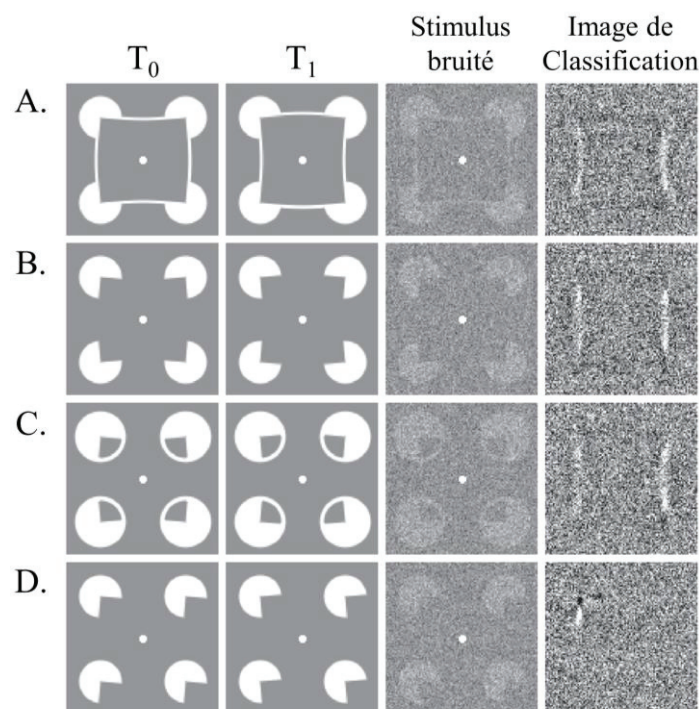 T₀
T₁
Stimulus
bruité
Image de
Classification
A.
B.
C.
D.